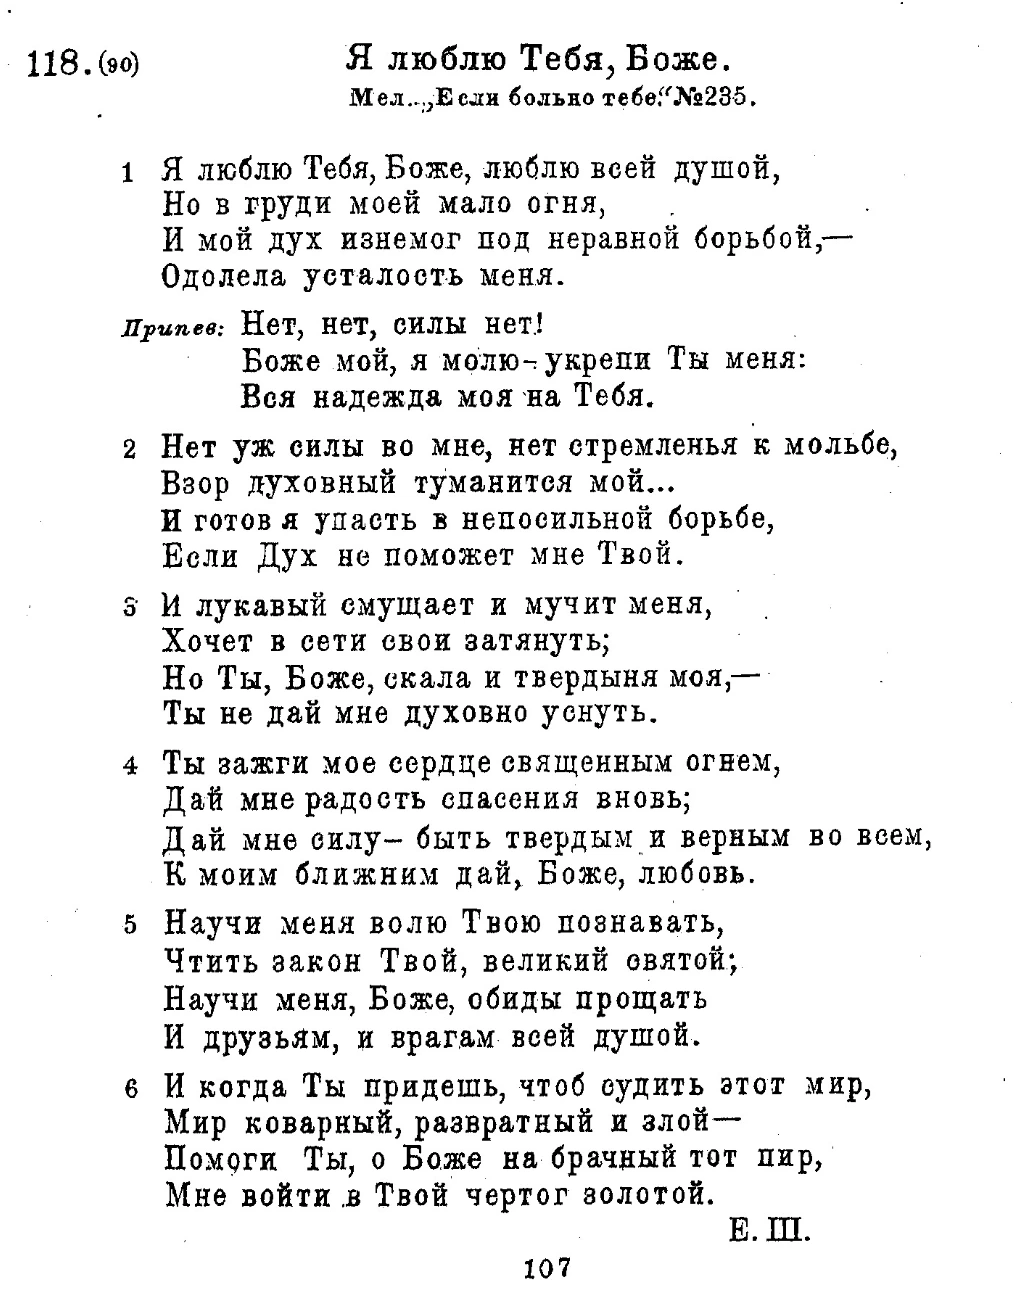 118.(90) Я люблю Тебя, Боже.
Мел. „Если больно тебе.“ №235.
1 Я люблю Тебя, Боже, люблю всей душой,
Но в груди моей мало огня,
И мой дух изнемог под неравной борьбой,—
Одолела усталость меня.
Припев: Нет, нет, силы нет!
Боже мой, я молю- укрепи Ты меня:
Вся надежда моя на Тебя.
2 Нет уж силы во мне, нет стремленья к мольбе,
Взор духовный туманится мой...
И готов я упасть в непосильной борьбе,
Если Дух не поможет мне Твой.
3 И лукавый смущает и мучит меня,
Хочет в сети свои затянуть;
Но Ты, Боже, скала и твердыня моя,—
Ты не дай мне духовно уснуть.
4 Ты зажги мое сердце священным огнем,
Дай мне радость спасения вновь;
Дай мне силу– быть твердым и верным во всем,
К моим ближним дай, Боже, любовь.
5 Научи меня волю Твою познавать,
Чтить закон Твой, великий святой;
Научи меня, Боже, обиды прощать
И друзьям, и врагам всей душой.
6 И когда Ты придешь, чтоб судить этот мир,
Мир коварный, развратный и злой—
Помоги Ты, о Боже на брачный тот пир,
Мне войти в Твой чертог золотой.
Е. Ш.
107